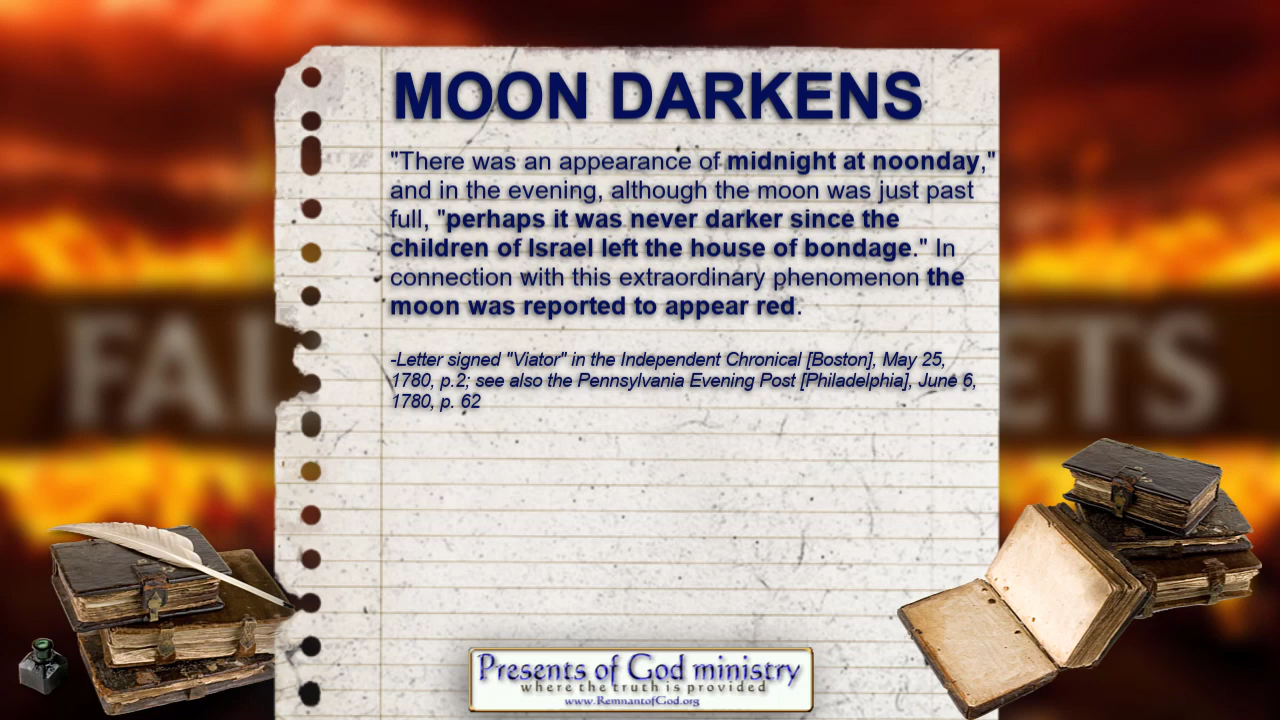 MOON DARKENS
"There was an appearance of midnight at noonday,"
and in the evening, although the moon was just past
full, "perhaps it was never darker since the
children of Israel left the house of bondage." In
connection with this extraordinary phenomenon the
moon was reported to appear red.
-Letter signed "Viator" in the Independent Chronical [Boston], May 25,
1780, p.2; see also the Pennsylvania Evening Post [Philadelphia], June 6,
1780, p. 62
Presents of God ministry
where the truth is provided
www.RemnantofGod.org